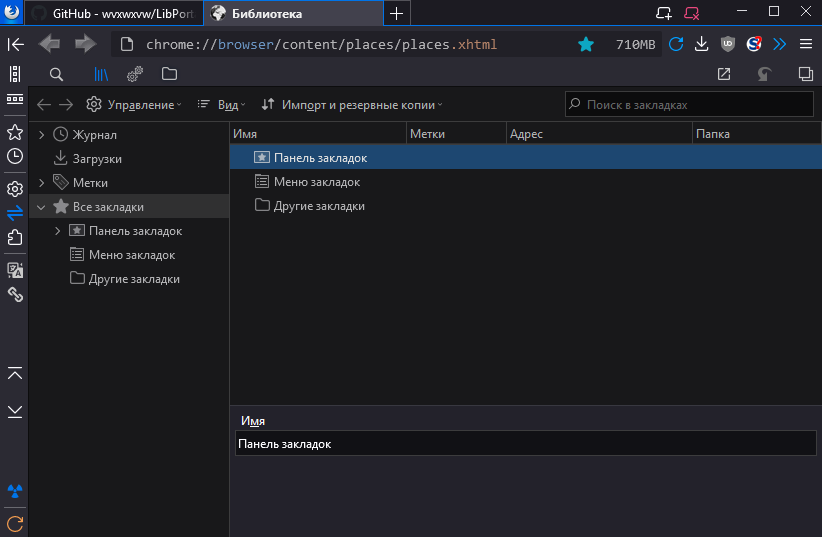 GitHub - wvxwxvw/LibPort
Библиотека
chrome://browser/content/places/places.xhtml
710MB
Управление
Вид
Импорт и резервные копии
Поиск в закладках
Журнал
Загрузки
Метки
Все закладки
Панель закладок
Меню закладок
Другие закладки
Имя Метки Адрес Папка
Панель закладок
Меню закладок
Другие закладки
Имя
Панель закладок